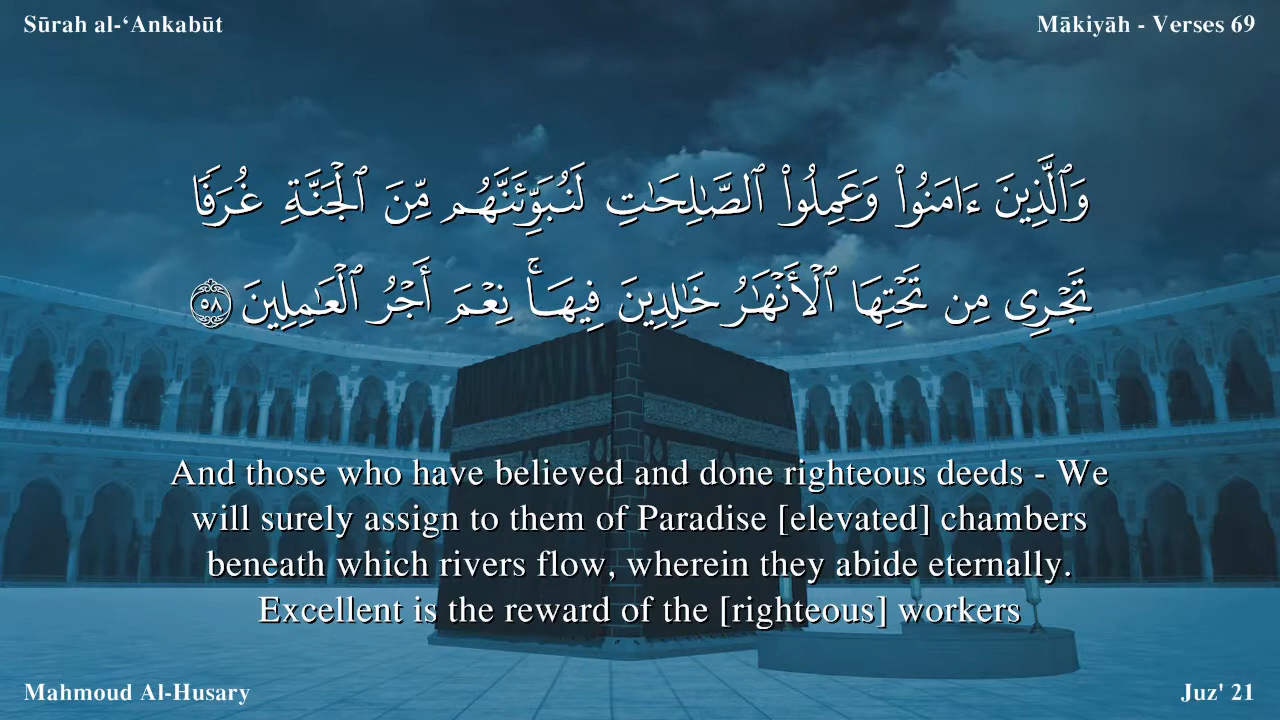 Sūrah al-‘Ankabūt
Mākiyāh - Verses 69
وَٱلَّذِينَ ءَامَنُوا۟ وَعَمِلُوا۟ ٱلصَّـٰلِحَـٰتِ لَنُبَوِّئَنَّهُم مِّنَ ٱلْجَنَّةِ غُرَفًا
تَجْرِى مِن تَحْتِهَا ٱلْأَنْهَـٰرُ خَـٰلِدِينَ فِيهَا ۚ نِعْمَ أَجْرُ ٱلْعَـٰمِلِينَ ٥٨
And those who have believed and done righteous deeds - We
will surely assign to them of Paradise [elevated] chambers
beneath which rivers flow, wherein they abide eternally.
Excellent is the reward of the [righteous] workers
Mahmoud Al-Husary
Juz' 21